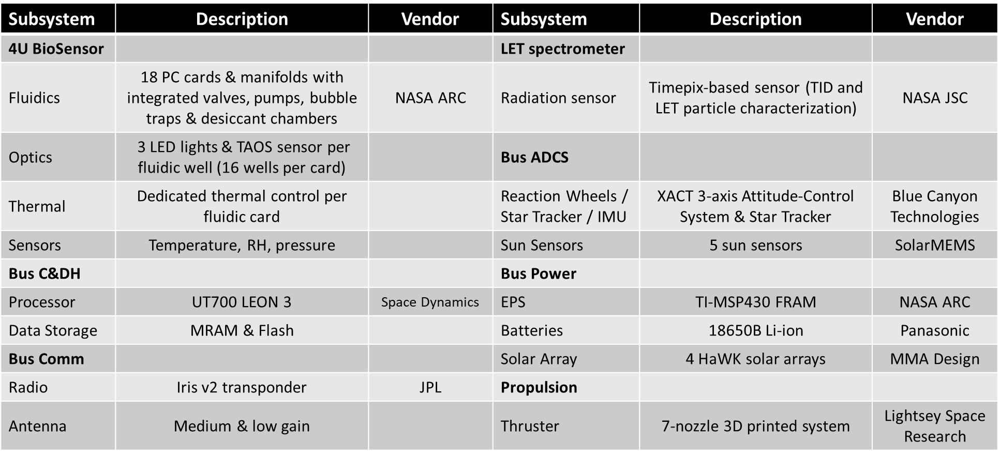 Subsystem Description Vendor Subsystem Description Vendor
4U BioSensor LET spectrometer
Fluidics
18 PC cards & manifolds with
integrated valves, pumps, bubble
traps & desiccant chambers
NASA ARC
Radiation sensor
Timepix-based sensor (TID and
LET particle characterization)
NASA JSC
Optics
3 LED lights & TAOS sensor per
fluidic well (16 wells per card)
Bus ADCS
Thermal
Dedicated thermal control per
fluidic card
Reaction Wheels /
Star Tracker / IMU
XACT 3-axis Attitude-Control
System & Star Tracker
Blue Canyon
Technologies
Sensors Temperature, RH, pressure Sun Sensors 5 sun sensors SolarMEMS
Bus C&DH Bus Power
Processor UT700 LEON 3 Space Dynamics EPS TI-MSP430 FRAM NASA ARC
Data Storage MRAM & Flash Batteries 18650B Li-ion Panasonic
Bus Comm Solar Array 4 HaWK solar arrays MMA Design
Radio Iris v2 transponder JPL Propulsion
Antenna Medium & low gain Thruster 7-nozzle 3D printed system
Lightsey Space
Research